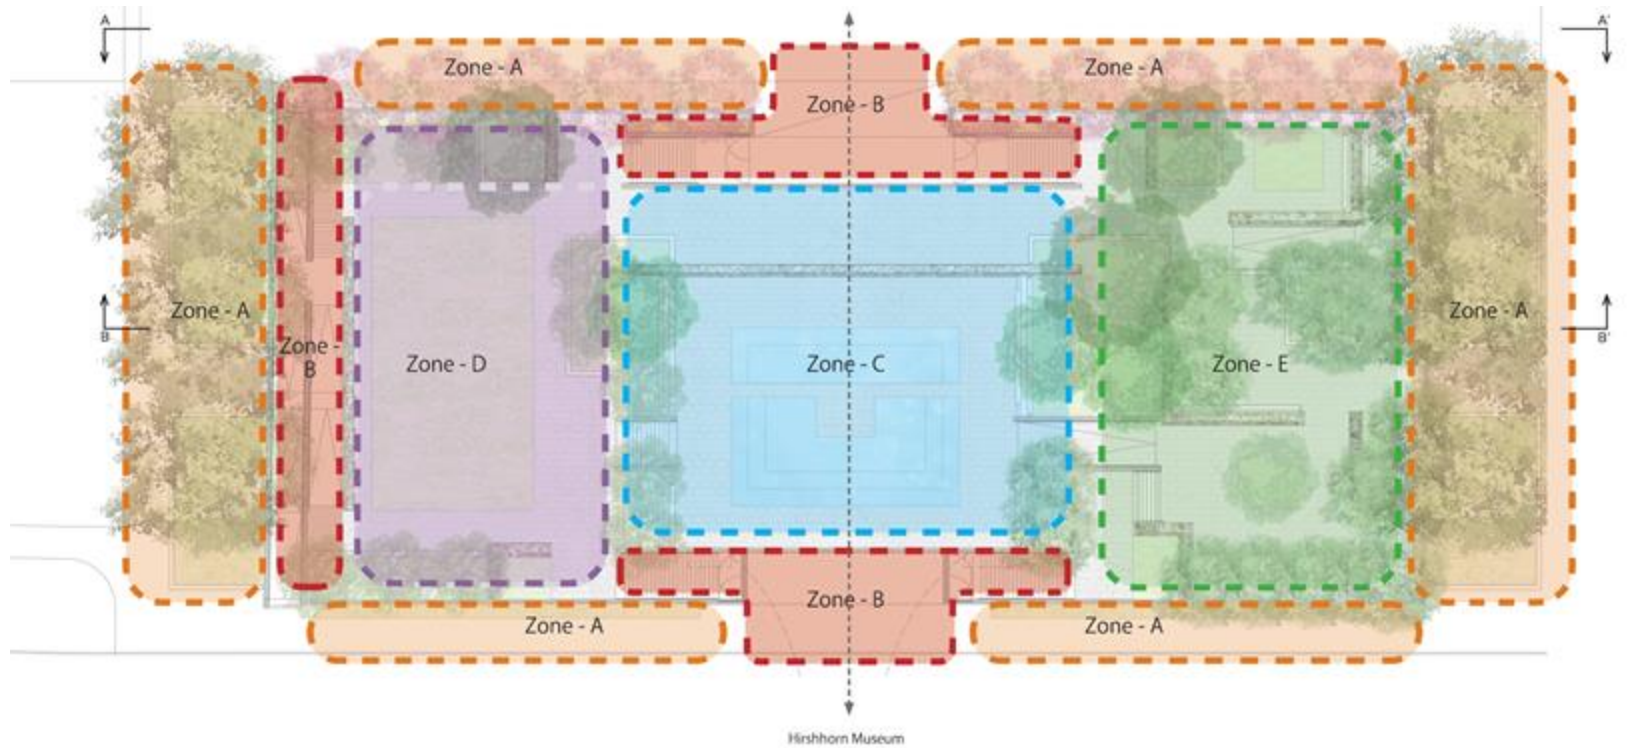 A
A'
Zone - A
Zone - A
Zone - B
Zone - A
Zone - A
B
B'
Zone -
B
Zone - D
Zone - C
Zone - E
Zone - B
Zone - A
Zone - A
Hirshhorn Museum